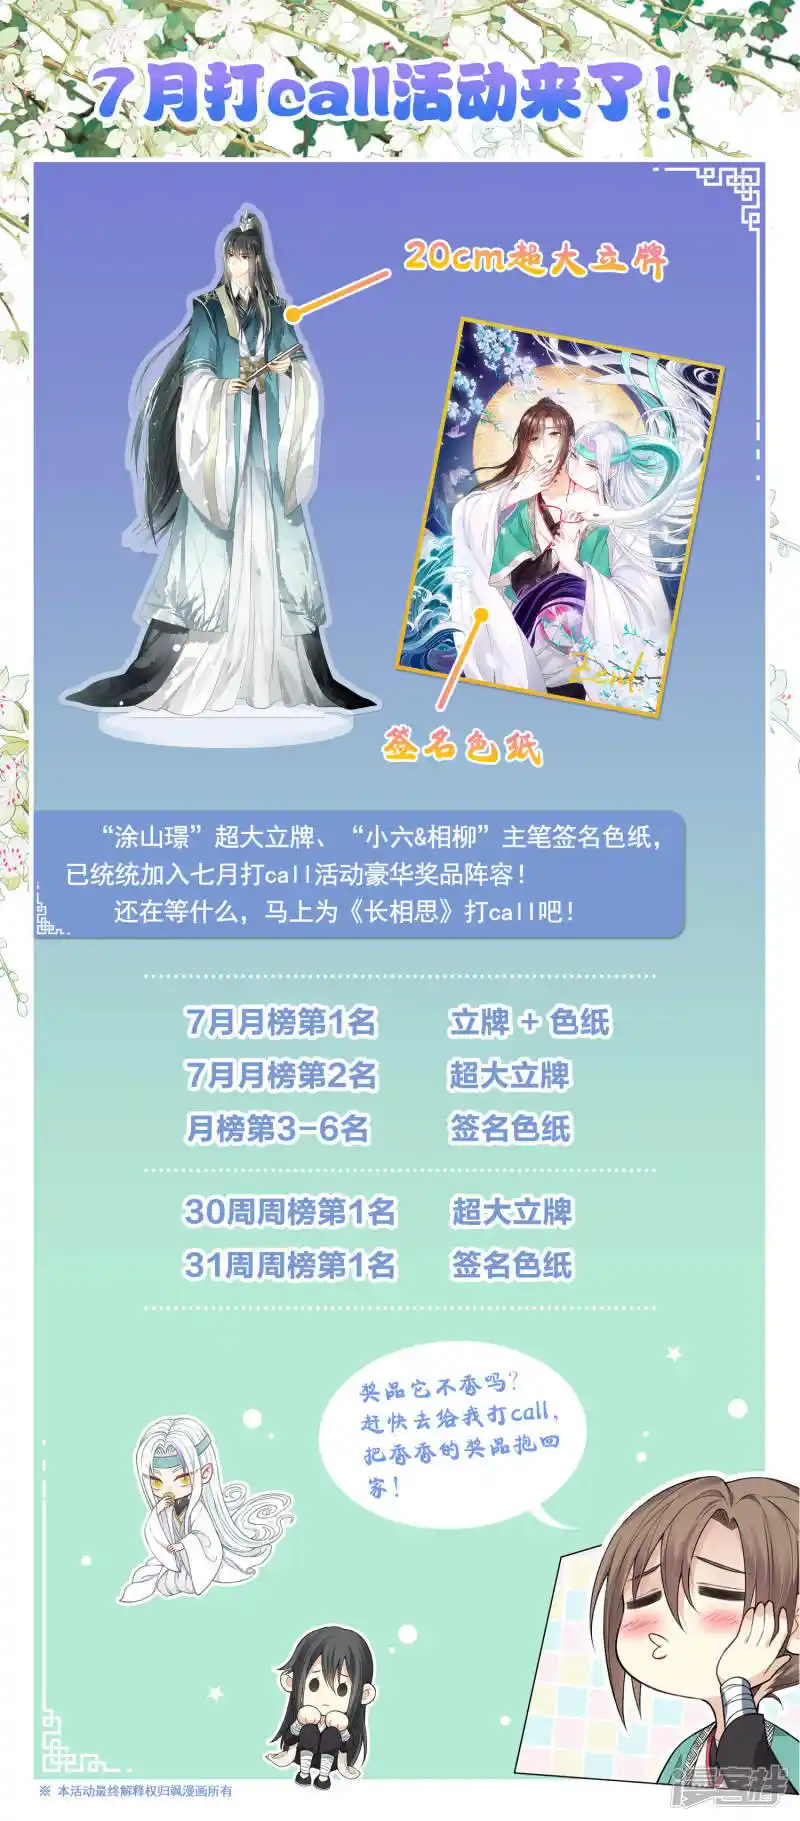 7月打call活动来了!
20cm超大立牌
Zend.
签名色纸
“涂山璟”超大立牌、“小六&相柳”主笔签名色纸,
已统统加入七月打call活动豪华奖品阵容!
还在等什么,马上为《长相思》打call吧!
7月月榜第1名 立牌 + 色纸
7月月榜第2名 超大立牌
月榜第3-6名 签名色纸
30周周榜第1名 超大立牌
31周周榜第1名 签名色纸
奖品它不香吗?
赶快去给我打call,
把香香的奖品抱回
家!
※ 本活动最终解释权归飒漫画所有
漫客栈